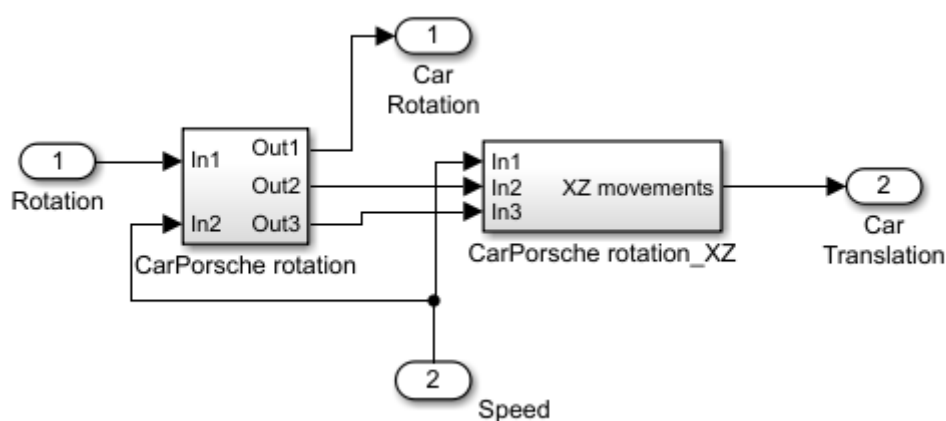 1
Car
Rotation
1
Rotation
In1
In2
Out1
Out2
Out3
CarPorsche rotation
In1
In2
In3
XZ movements
CarPorsche rotation_XZ
2
Car
Translation
2
Speed